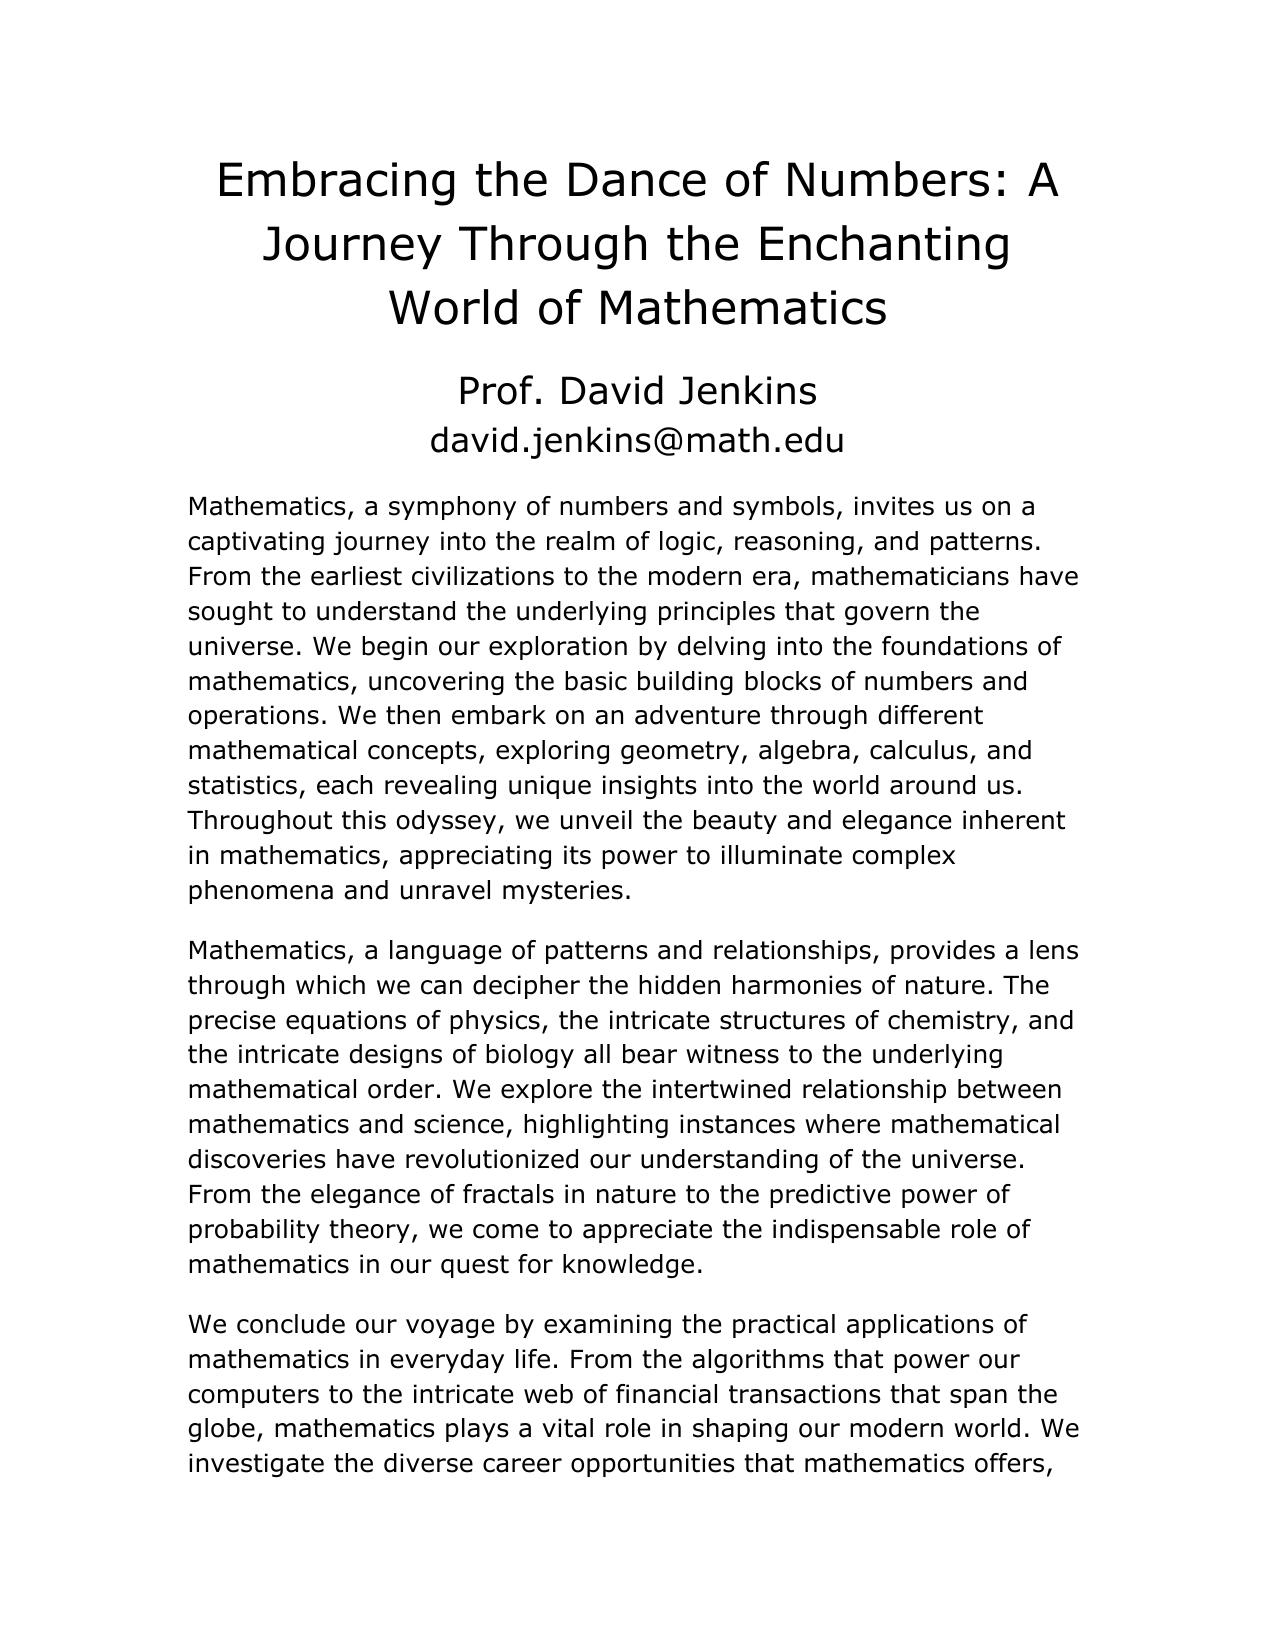 Embracing the Dance of Numbers: A
Journey Through the Enchanting
World of Mathematics
Prof. David Jenkins
david.jenkins@math.edu
Mathematics, a symphony of numbers and symbols, invites us on a
captivating journey into the realm of logic, reasoning, and patterns.
From the earliest civilizations to the modern era, mathematicians have
sought to understand the underlying principles that govern the
universe. We begin our exploration by delving into the foundations of
mathematics, uncovering the basic building blocks of numbers and
operations. We then embark on an adventure through different
mathematical concepts, exploring geometry, algebra, calculus, and
statistics, each revealing unique insights into the world around us.
Throughout this odyssey, we unveil the beauty and elegance inherent
in mathematics, appreciating its power to illuminate complex
phenomena and unravel mysteries.
Mathematics, a language of patterns and relationships, provides a lens
through which we can decipher the hidden harmonies of nature. The
precise equations of physics, the intricate structures of chemistry, and
the intricate designs of biology all bear witness to the underlying
mathematical order. We explore the intertwined relationship between
mathematics and science, highlighting instances where mathematical
discoveries have revolutionized our understanding of the universe.
From the elegance of fractals in nature to the predictive power of
probability theory, we come to appreciate the indispensable role of
mathematics in our quest for knowledge.
We conclude our voyage by examining the practical applications of
mathematics in everyday life. From the algorithms that power our
computers to the intricate web of financial transactions that span the
globe, mathematics plays a vital role in shaping our modern world. We
investigate the diverse career opportunities that mathematics offers,